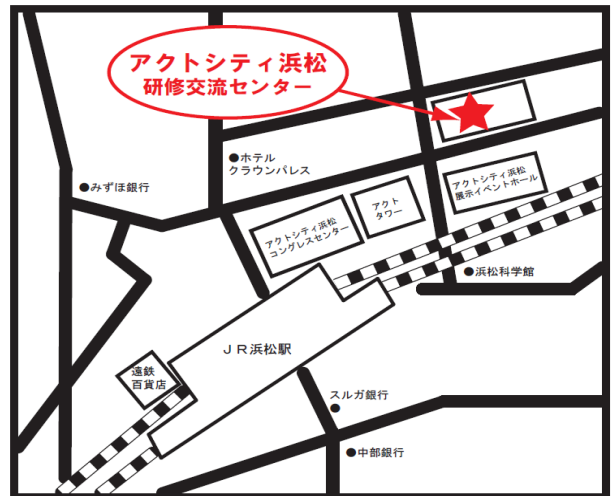 アクトシティ浜松
研修交流センター
●ホテル
クラウンパレス
●みずほ銀行
アクトシティ浜松
コングレスセンター
アクト
タワー
アクトシティ浜松
展示イベントホール
●浜松科学館
JR浜松駅
遠鉄
百貨店
スルガ銀行
●
●中部銀行